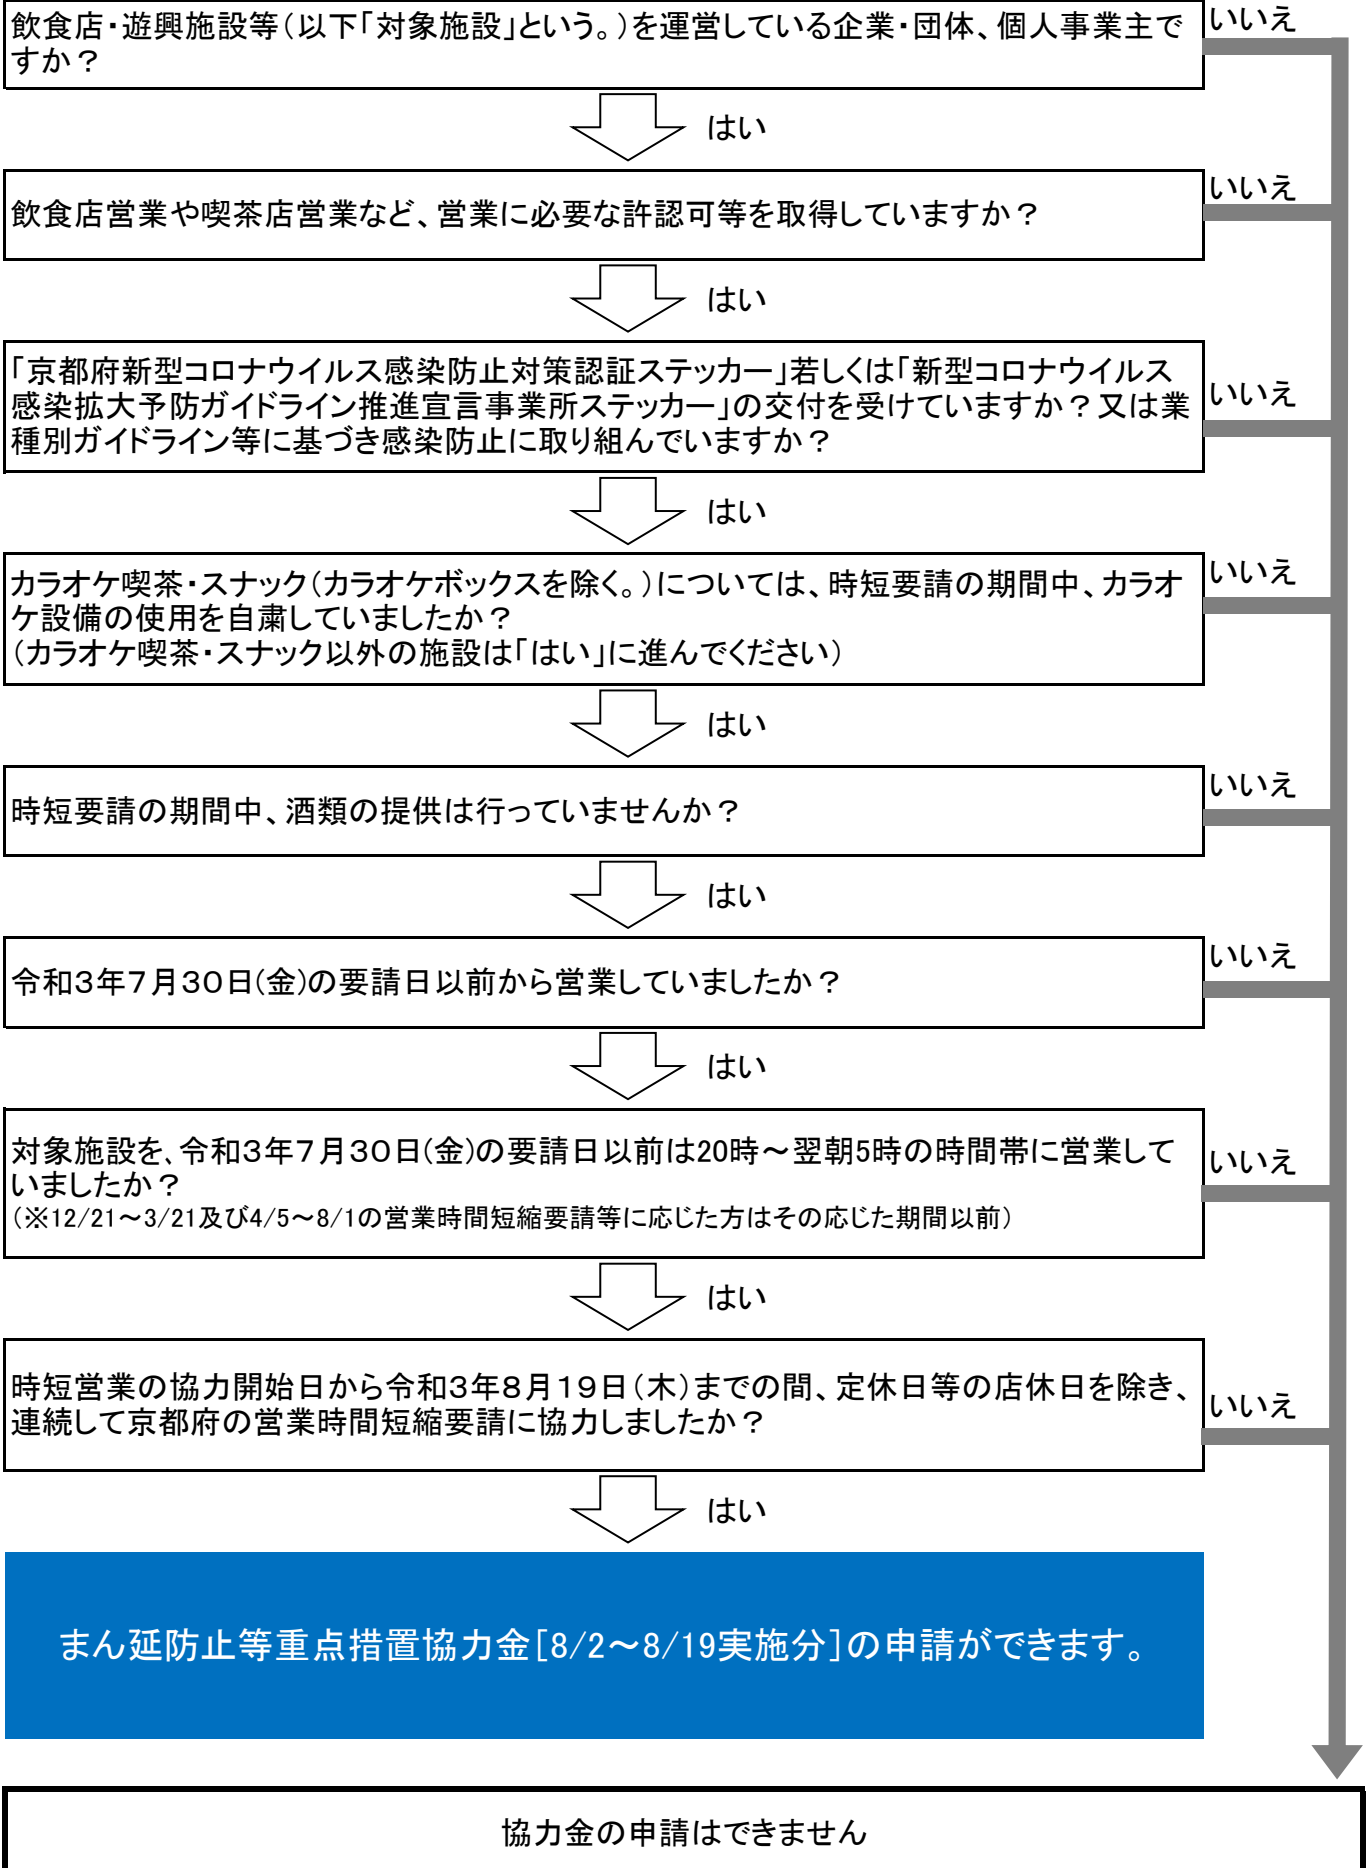 飲食店・遊興施設等(以下「対象施設」という。)を運営している企業・団体、個人事業主で
すか？
いいえ
はい
飲食店営業や喫茶店営業など、営業に必要な許認可等を取得していますか？
いいえ
はい
「京都府新型コロナウイルス感染防止対策認証ステッカー」若しくは「新型コロナウイルス
感染拡大予防ガイドライン推進宣言事業所ステッカー」の交付を受けていますか？又は業
種別ガイドライン等に基づき感染防止に取り組んでいますか？
いいえ
はい
カラオケ喫茶・スナック(カラオケボックスを除く。)については、時短要請の期間中、カラオ
ケ設備の使用を自粛していましたか？
(カラオケ喫茶・スナック以外の施設は「はい」に進んでください)
いいえ
はい
時短要請の期間中、酒類の提供は行っていませんか？
いいえ
はい
令和３年７月３０日(金)の要請日以前から営業していましたか？
いいえ
はい
対象施設を、令和３年７月３０日(金)の要請日以前は20時～翌朝5時の時間帯に営業して
いましたか？
(※12/21～3/21及び4/5～8/1の営業時間短縮要請等に応じた方はその応じた期間以前)
いいえ
はい
時短営業の協力開始日から令和３年８月１９日(木)までの間、定休日等の店休日を除き、
連続して京都府の営業時間短縮要請に協力しましたか？
いいえ
はい
まん延防止等重点措置協力金[8/2～8/19実施分]の申請ができます。
協力金の申請はできません